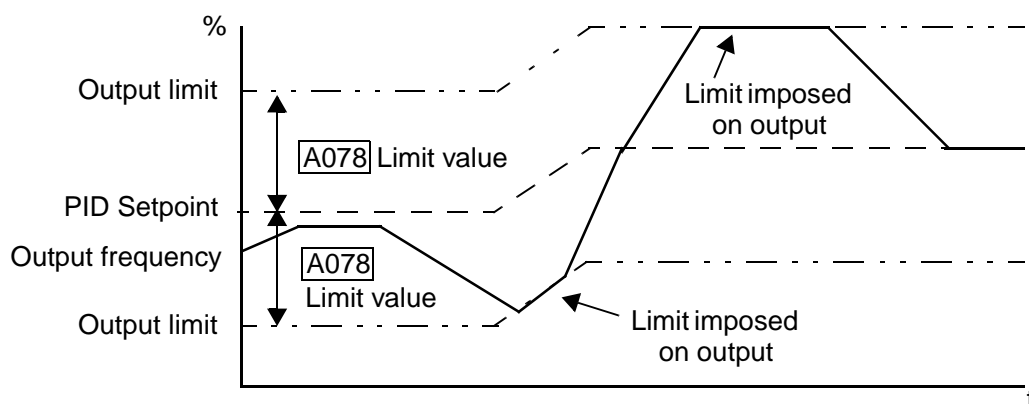 %
Output limit
Limit imposed
on output
A078 Limit value
PID Setpoint
Output frequency
A078
Limit value
Output limit
Limit imposed
on output
t